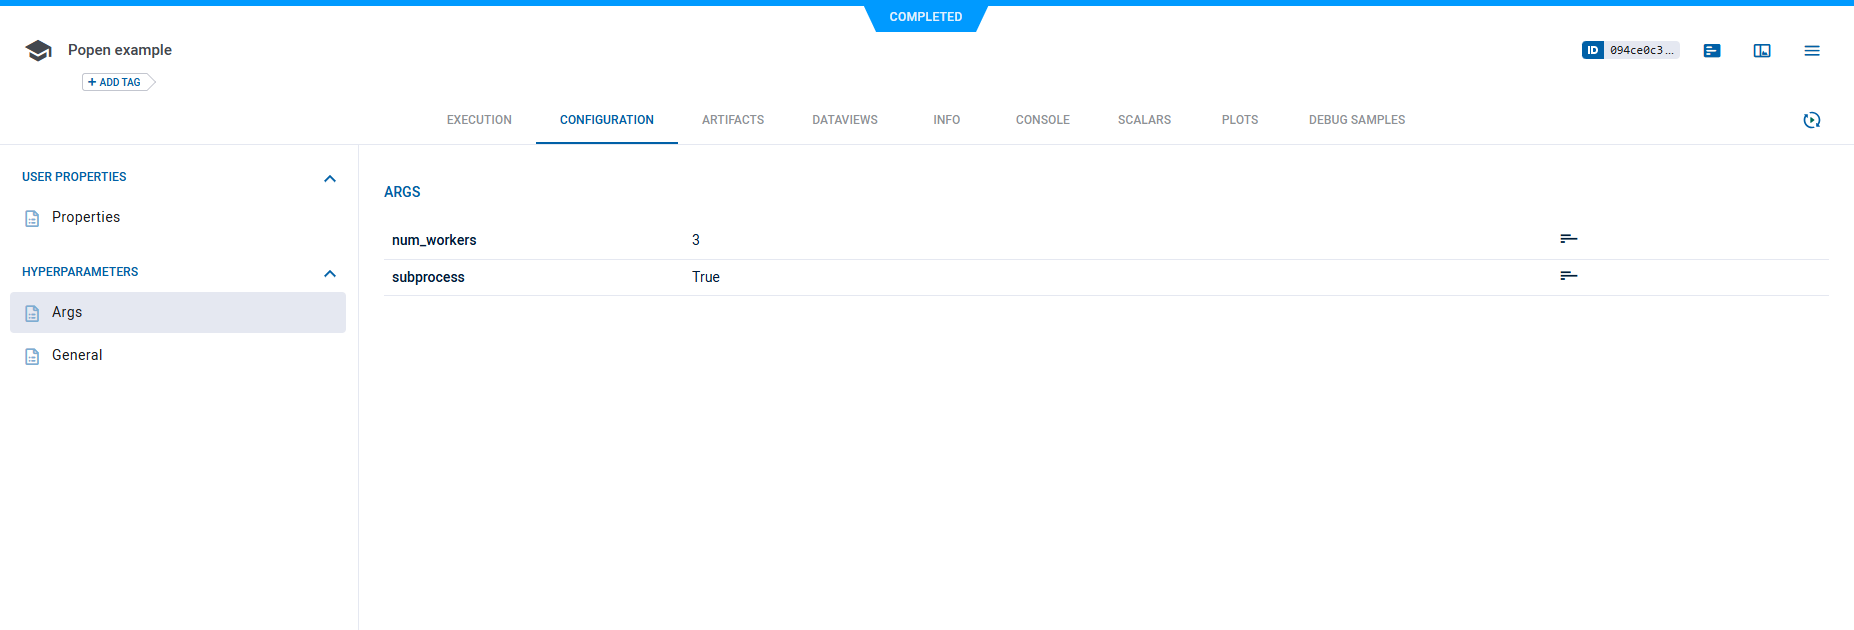 COMPLETED
Popen example
ID 094ce0c3...
+ ADD TAG
EXECUTION CONFIGURATION ARTIFACTS DATAVIEWS INFO CONSOLE SCALARS PLOTS DEBUG SAMPLES
USER PROPERTIES
Properties
HYPERPARAMETERS
Args
General
ARGS
num_workers 3
subprocess True